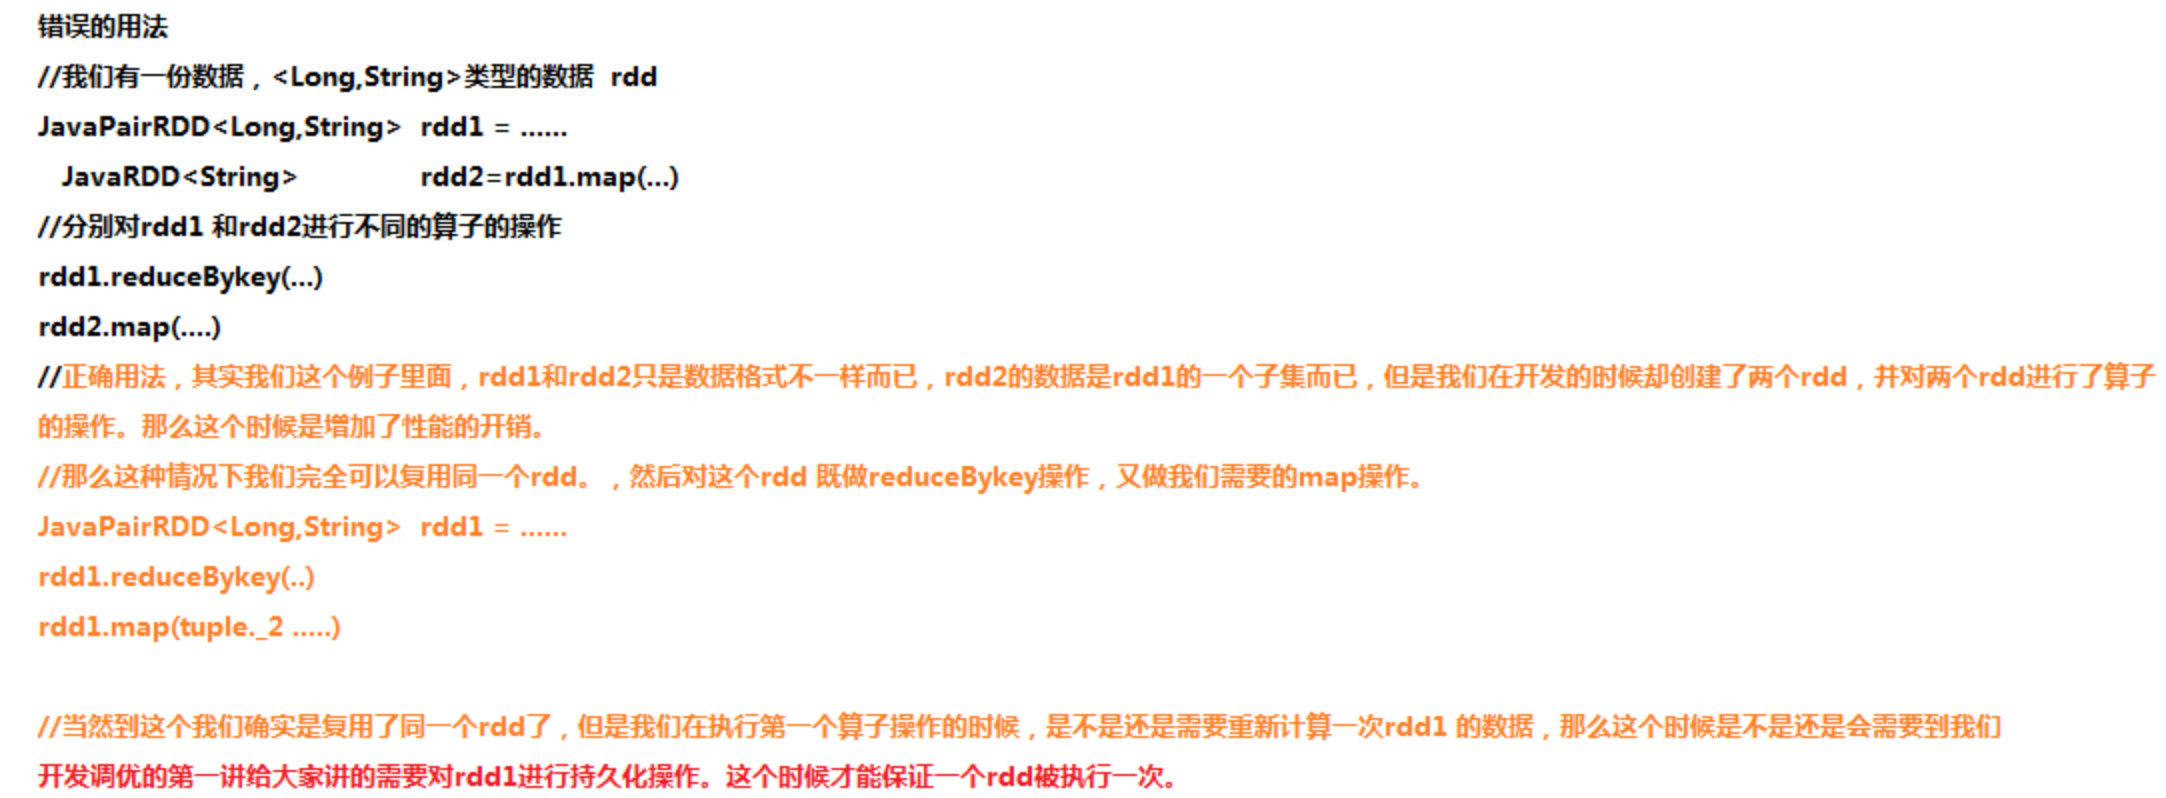 错误的用法
//我们有一份数据，<Long,String>类型的数据 rdd
JavaPairRDD<Long,String> rdd1 = ......
JavaRDD<String> rdd2=rdd1.map(...)
//分别对rdd1 和rdd2进行不同的算子的操作
rdd1.reduceBykey(...)
rdd2.map(....)
//正确用法，其实我们这个例子里面，rdd1和rdd2只是数据格式不一样而已，rdd2的数据是rdd1的一个子集而已，但是我们在开发的时候却创建了两个rdd，并对两个rdd进行了算子
的操作。那么这个时候是增加了性能的开销。
//那么这种情况下我们完全可以复用同一个rdd。，然后对这个rdd 既做reduceBykey操作，又做我们需要的map操作。
JavaPairRDD<Long,String> rdd1 = ......
rdd1.reduceBykey(..)
rdd1.map(tuple._2 .....)
//当然到这个我们确实是复用了同一个rdd了，但是我们在执行第一个算子操作的时候，是不是还是需要重新计算一次rdd1 的数据，那么这个时候是不是还是会需要到我们
开发调优的第一讲给大家讲的需要对rdd1进行持久化操作。这个时候才能保证一个rdd被执行一次。